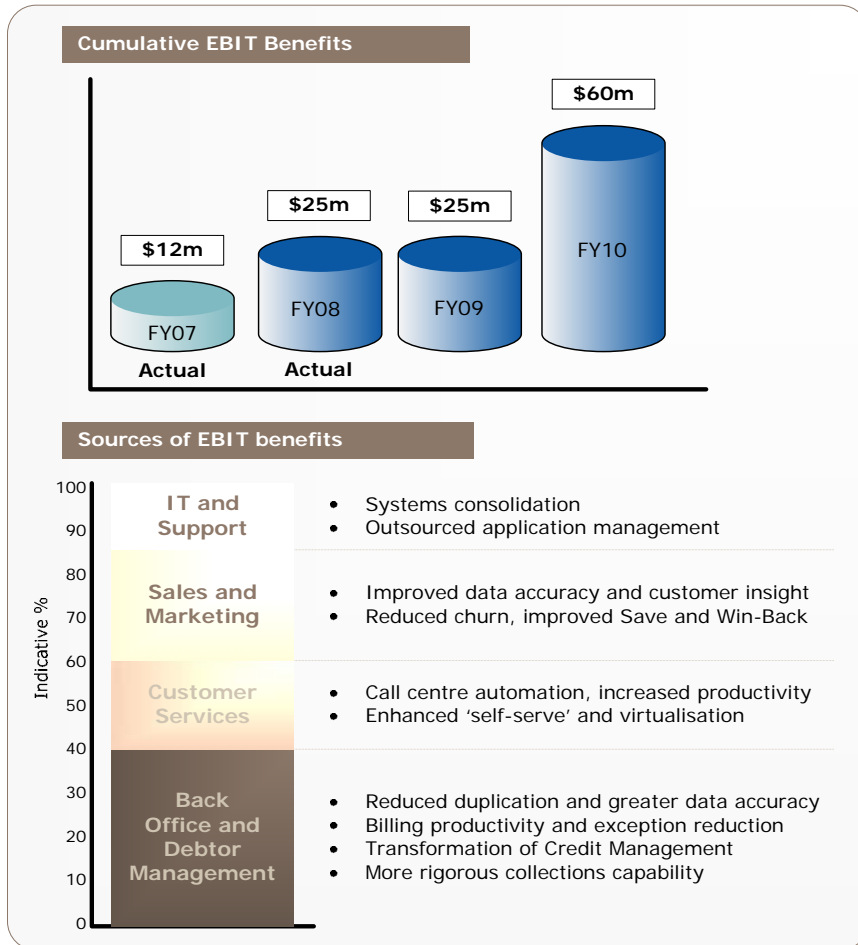 Cumulative EBIT Benefits
$60m
$25m
$25m
$12m
FY10
FY08
FY09
FY07
Actual
Actual
Sources of EBIT benefits
Indicative %
100
90
80
70
60
50
40
30
20
10
0
IT and
Support
• Systems consolidation
• Outsourced application management
Sales and
Marketing
• Improved data accuracy and customer insight
• Reduced churn, improved Save and Win-Back
Customer
Services
• Call centre automation, increased productivity
• Enhanced ‘self-serve’ and virtualisation
Back
Office and
Debtor
Management
• Reduced duplication and greater data accuracy
• Billing productivity and exception reduction
• Transformation of Credit Management
• More rigorous collections capability